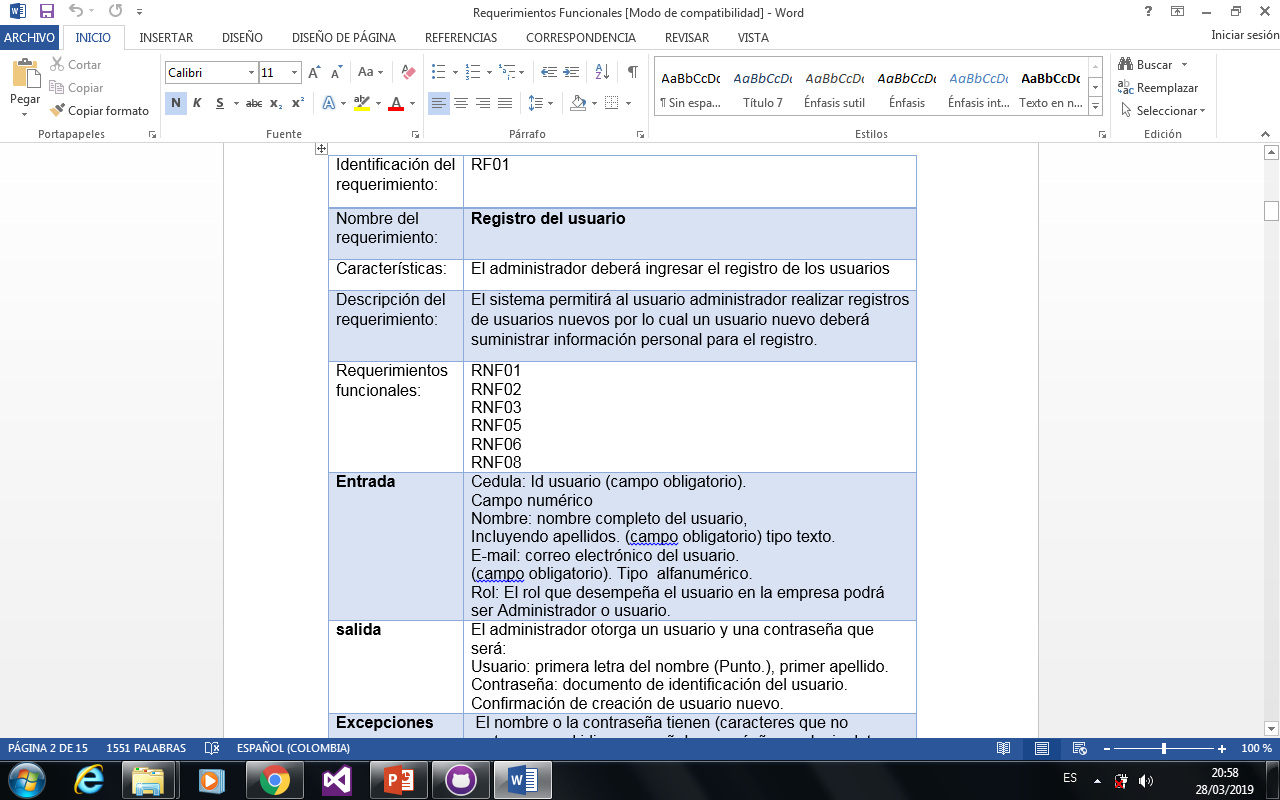 Requerimientos Funcionales [Modo de compatibilidad] - Word
ARCHIVO INICIO INSERTAR DISEÑO DISEÑO DE PÁGINA REFERENCIAS CORRESPONDENCIA REVISAR VISTA Iniciar sesión
Pegar
Cortar
Copiar
Copiar formato
Portapapeles
Calibri 11
N K S abc x₂ x²
Fuente
Párrafo
AaBbCcDc AaBbCcDc AaBbCcDc AaBbCcDc AaBbCcDc AaBbCcDc
¶ Sin espa... Título 7 Énfasis sutil Énfasis Énfasis int... Texto en n...
Estilos
Buscar
Reemplazar
Seleccionar
Edición
Identificación del requerimiento: RF01
Nombre del requerimiento: Registro del usuario
Características: El administrador deberá ingresar el registro de los usuarios
Descripción del requerimiento: El sistema permitirá al usuario administrador realizar registros
de usuarios nuevos por lo cual un usuario nuevo deberá
suministrar información personal para el registro.
Requerimientos funcionales: RNF01
RNF02
RNF03
RNF05
RNF06
RNF08
Entrada Cedula: Id usuario (campo obligatorio).
Campo numérico
Nombre: nombre completo del usuario,
Incluyendo apellidos. (campo obligatorio) tipo texto.
E-mail: correo electrónico del usuario.
(campo obligatorio). Tipo  alfanumérico.
Rol: El rol que desempeña el usuario en la empresa podrá
ser Administrador o usuario.
salida El administrador otorga un usuario y una contraseña que
será:
Usuario: primera letra del nombre (Punto.), primer apellido.
Contraseña: documento de identificación del usuario.
Confirmación de creación de usuario nuevo.
Excepciones El nombre o la contraseña tienen (caracteres que no
PÁGINA 2 DE 15 1551 PALABRAS ESPAÑOL (COLOMBIA) 100 %
ES 20:58
28/03/2019